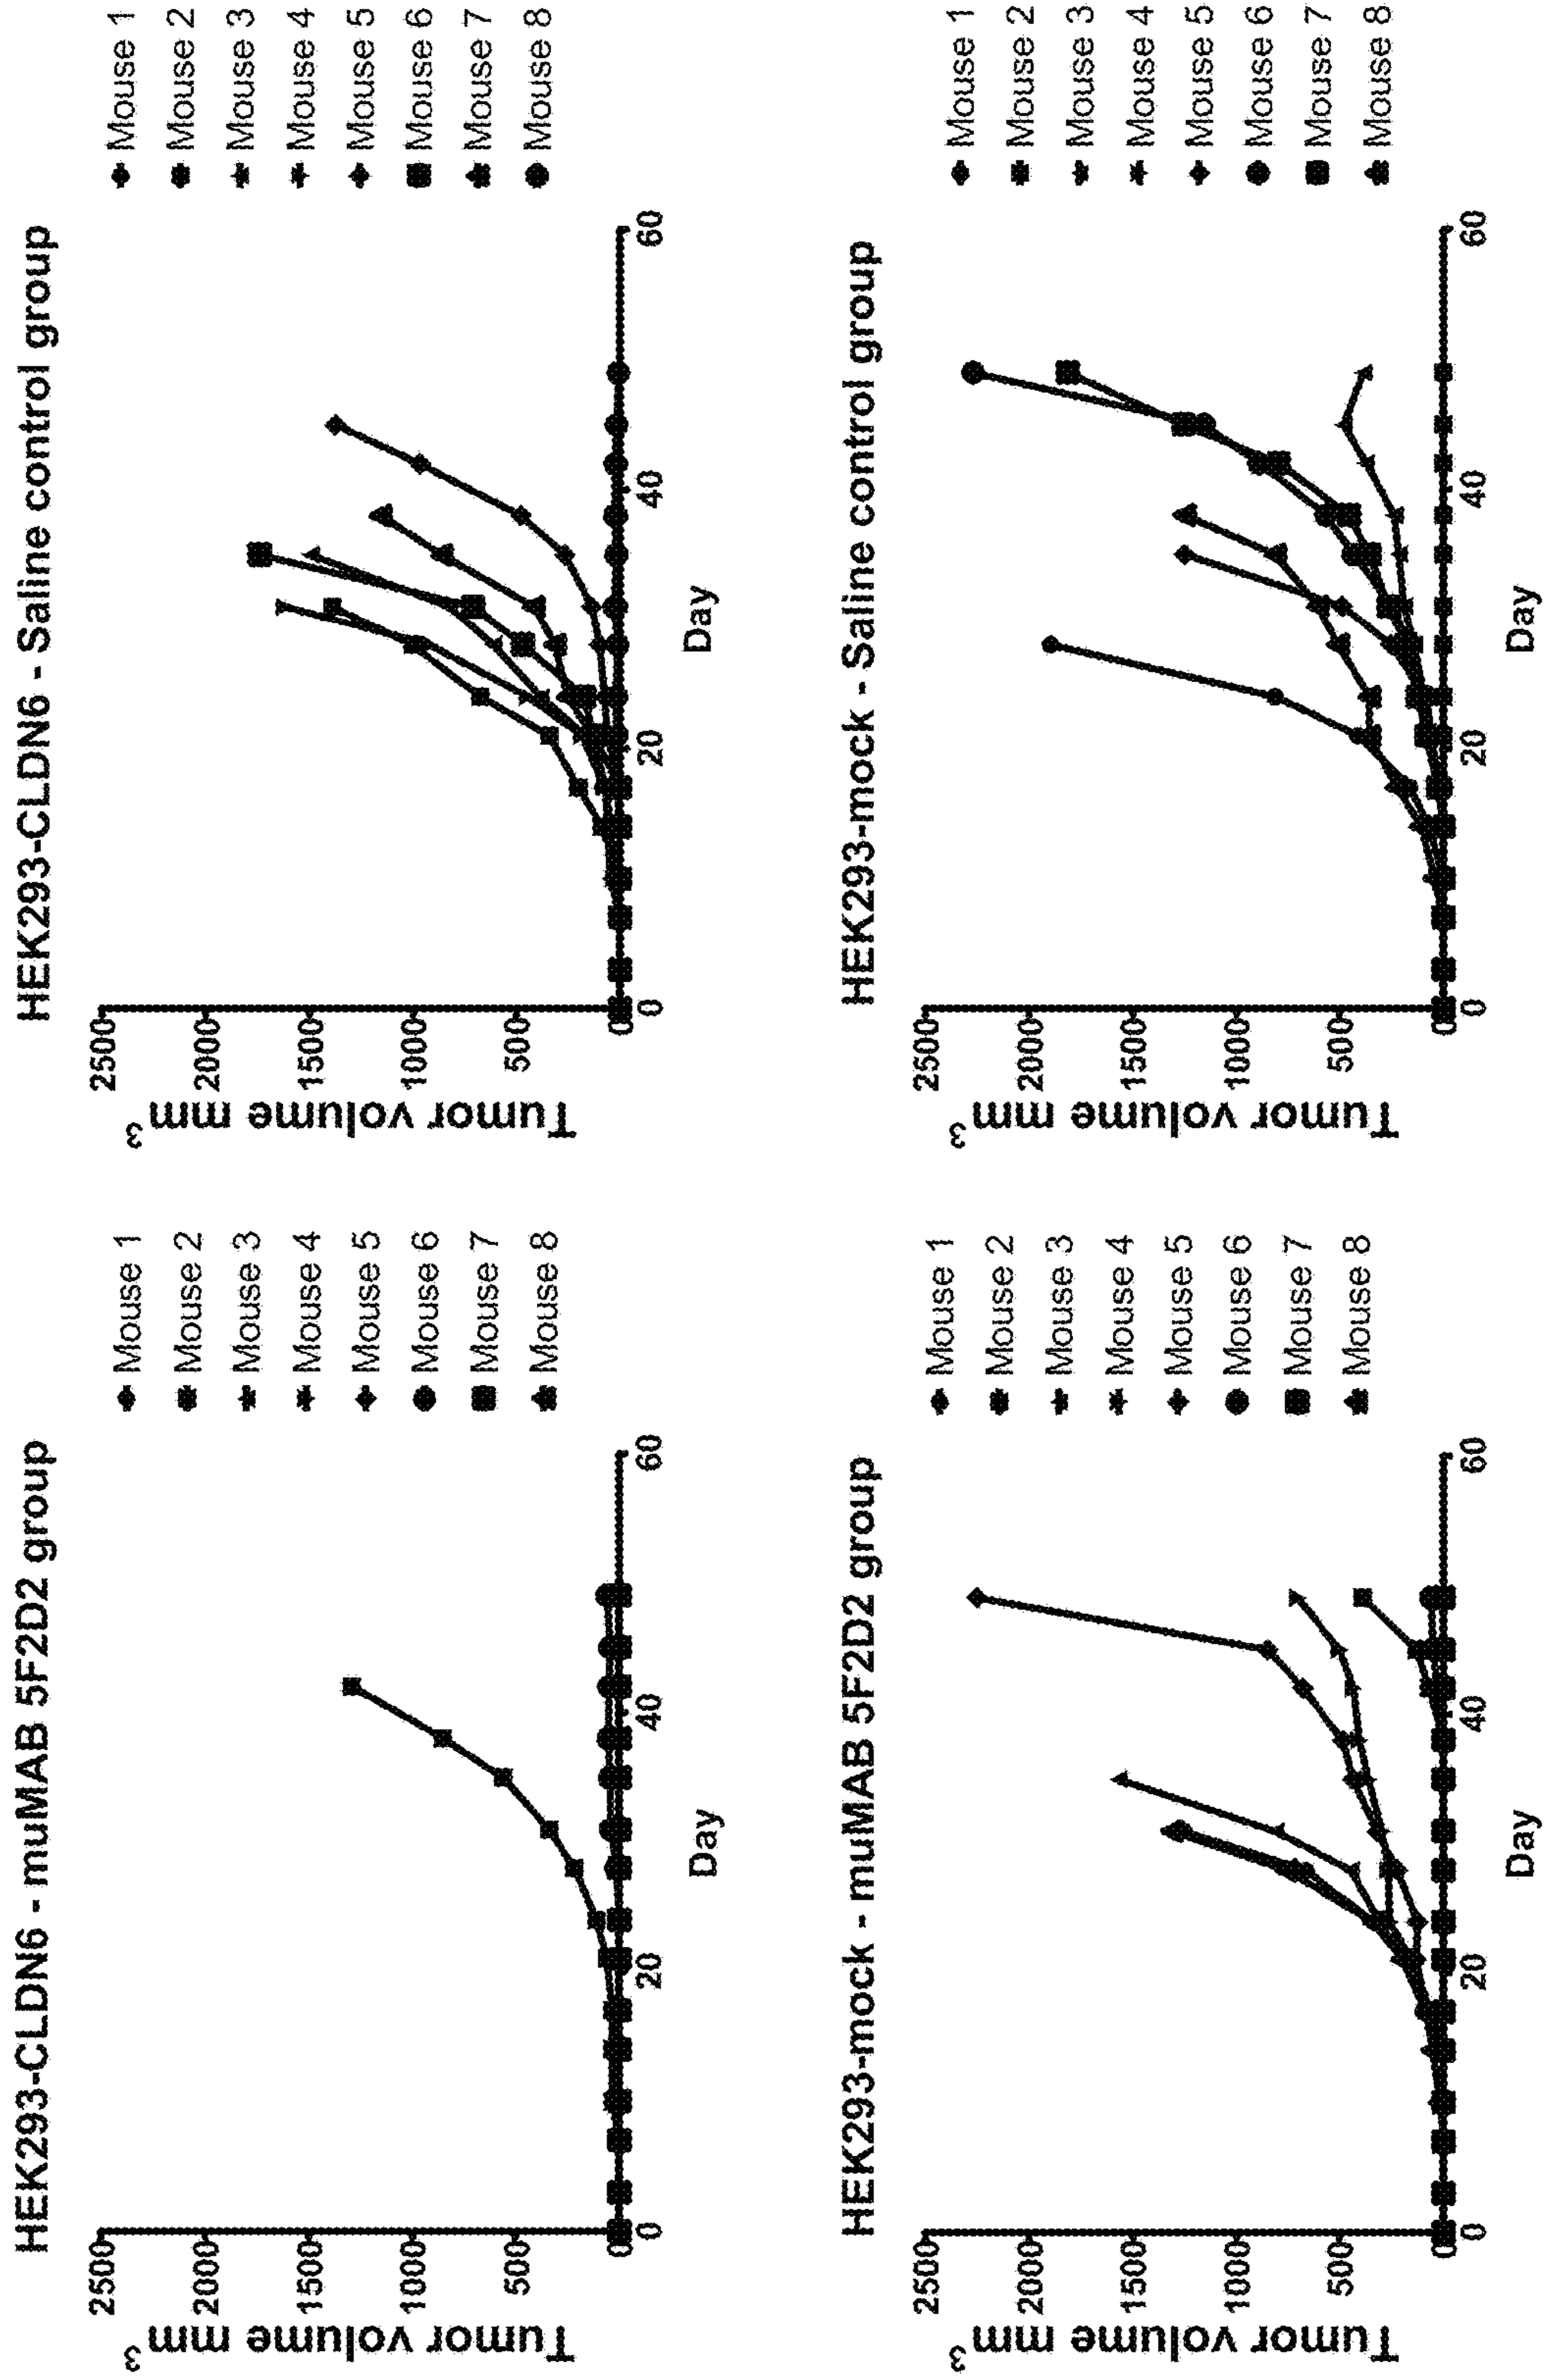 HEK293-CLDN6 - muMAB 5F2D2 group
Tumor volume mm3
2500
2000
1500
1000
500
0
0
20
40
60
Day
Mouse 1
Mouse 2
Mouse 3
Mouse 4
Mouse 5
Mouse 6
Mouse 7
Mouse 8
HEK293-CLDN6 - Saline control group
Tumor volume mm3
2500
2000
1500
1000
500
0
0
20
40
60
Day
Mouse 1
Mouse 2
Mouse 3
Mouse 4
Mouse 5
Mouse 6
Mouse 7
Mouse 8
HEK293-mock - muMAB 5F2D2 group
Tumor volume mm3
2500
2000
1500
1000
500
0
0
20
40
60
Day
Mouse 1
Mouse 2
Mouse 3
Mouse 4
Mouse 5
Mouse 6
Mouse 7
Mouse 8
HEK293-mock - Saline control group
Tumor volume mm3
2500
2000
1500
1000
500
0
0
20
40
60
Day
Mouse 1
Mouse 2
Mouse 3
Mouse 4
Mouse 5
Mouse 6
Mouse 7
Mouse 8